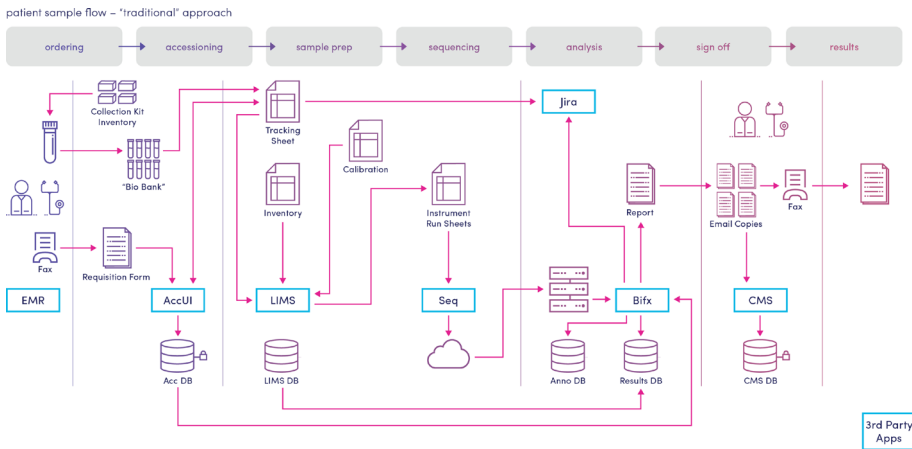 patient sample flow – “traditional” approach
ordering
accessioning
sample prep
sequencing
analysis
sign off
results
Collection Kit
Inventory
“Bio Bank”
Tracking
Sheet
Calibration
Jira
Inventory
Instrument
Run Sheets
Report
Email Copies
Fax
Fax
Requisition Form
EMR
AccUI
LIMS
Seq
Bifx
CMS
Acc DB
LIMS DB
Anno DB
Results DB
CMS DB
3rd Party
Apps